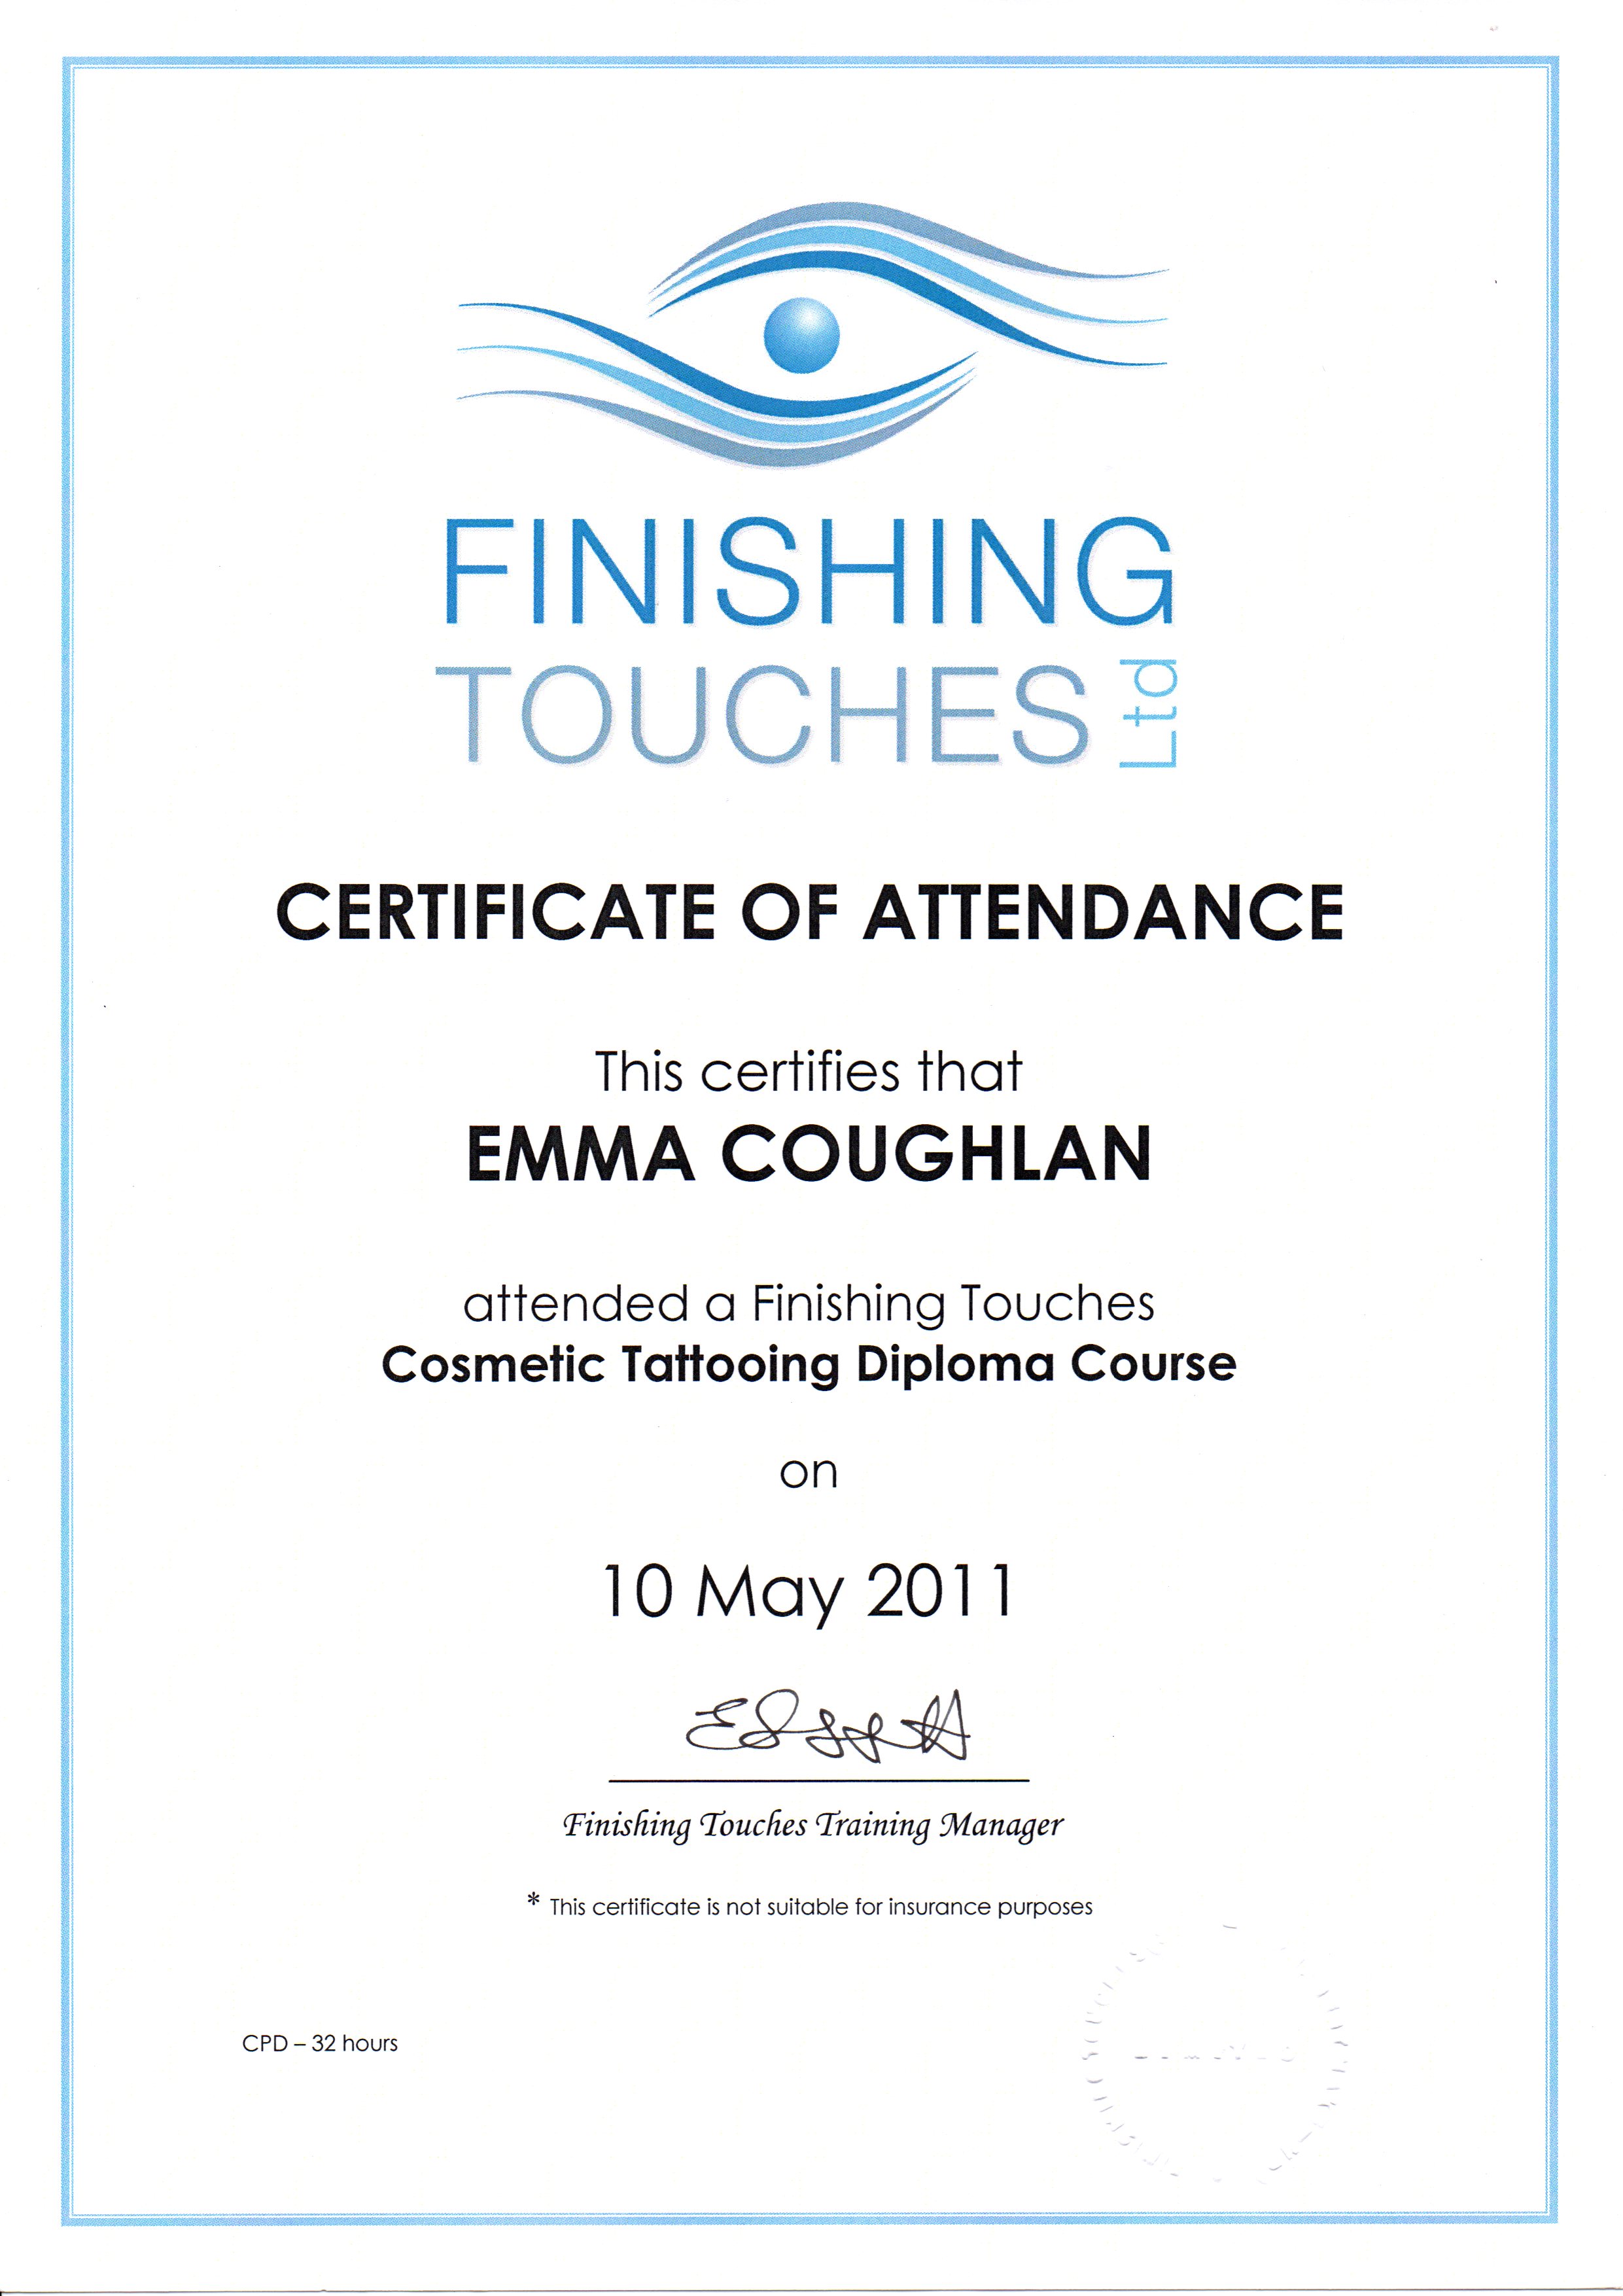 FINISHING
TOUCHES Ltd
CERTIFICATE OF ATTENDANCE
This certifies that
EMMA COUGHLAN
attended a Finishing Touches
Cosmetic Tattooing Diploma Course
on
10 May 2011
Finishing Touches Training Manager
* This certificate is not suitable for insurance purposes
CPD – 32 hours